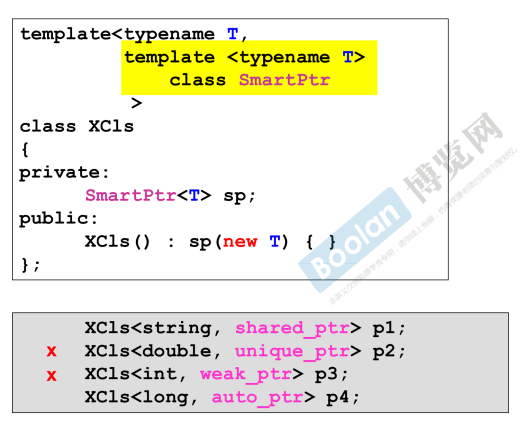 template<typename T,
template <typename T>
class SmartPtr
>
class XCls
{
private:
SmartPtr<T> sp;
public:
XCls() : sp(new T) { }
};
Boolan 博览网
XCls<string, shared_ptr> p1;
x XCls<double, unique_ptr> p2;
x XCls<int, weak_ptr> p3;
XCls<long, auto_ptr> p4;